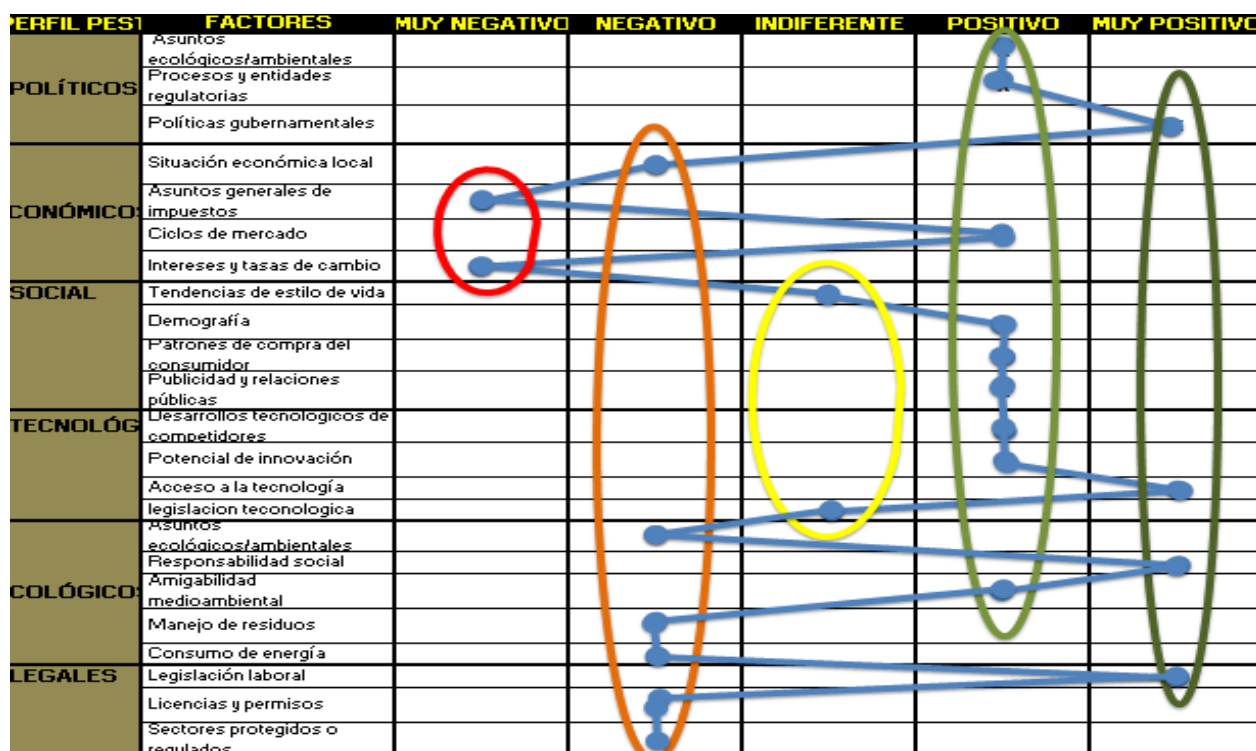 ERFIL PEST FACTORES MUY NEGATIVO NEGATIVO INDIFERENTE POSITIVO MUY POSITIVO
POLÍTICOS
Asuntos
ecológicos/ambientales
Procesos y entidades
regulatorias
Políticas gubernamentales
CONÓMICO
Situación económica local
Asuntos generales de
impuestos
Ciclos de mercado
Intereses y tasas de cambio
SOCIAL
Tendencias de estilo de vida
Demografía
Patrones de compra del
consumidor
Publicidad y relaciones
públicas
TECNOLÓG
Desarrollos tecnologicos de
competidores
Potencial de innovación
Acceso a la tecnología
legislacion teconologica
COLÓGICO
Asuntos
ecológicos/ambientales
Responsabilidad social
Amigabilidad
medioambiental
Manejo de residuos
Consumo de energía
LEGALES
Legislación laboral
Licencias y permisos
Sectores protegidos o
regulados